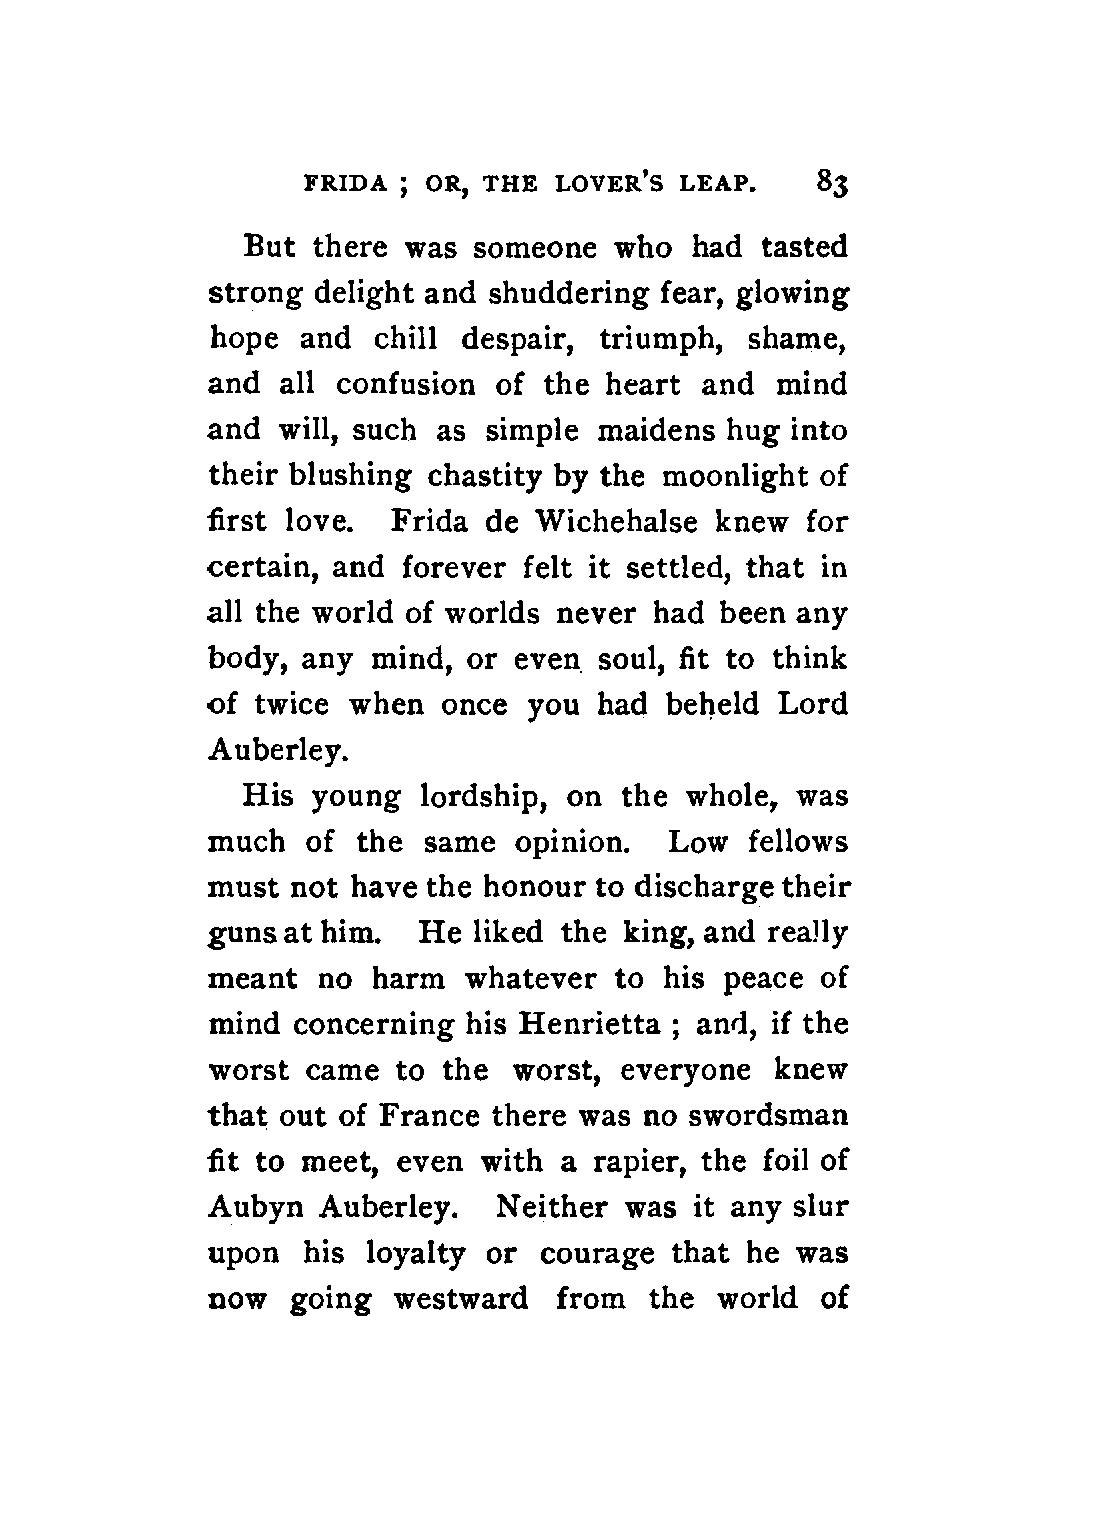 FRIDA ; OR, THE LOVER'S LEAP. 83
But there was someone who had tasted
strong delight and shuddering fear, glowing
hope and chill despair, triumph, shame,
and all confusion of the heart and mind
and will, such as simple maidens hug into
their blushing chastity by the moonlight of
first love. Frida de Wichehalse knew for
certain, and forever felt it settled, that in
all the world of worlds never had been any
body, any mind, or even soul, fit to think
of twice when once you had beheld Lord
Auberley.
His young lordship, on the whole, was
much of the same opinion. Low fellows
must not have the honour to discharge their
guns at him. He liked the king, and really
meant no harm whatever to his peace of
mind concerning his Henrietta ; and, if the
worst came to the worst, everyone knew
that out of France there was no swordsman
fit to meet, even with a rapier, the foil of
Aubyn Auberley. Neither was it any slur
upon his loyalty or courage that he was
now going westward from the world of